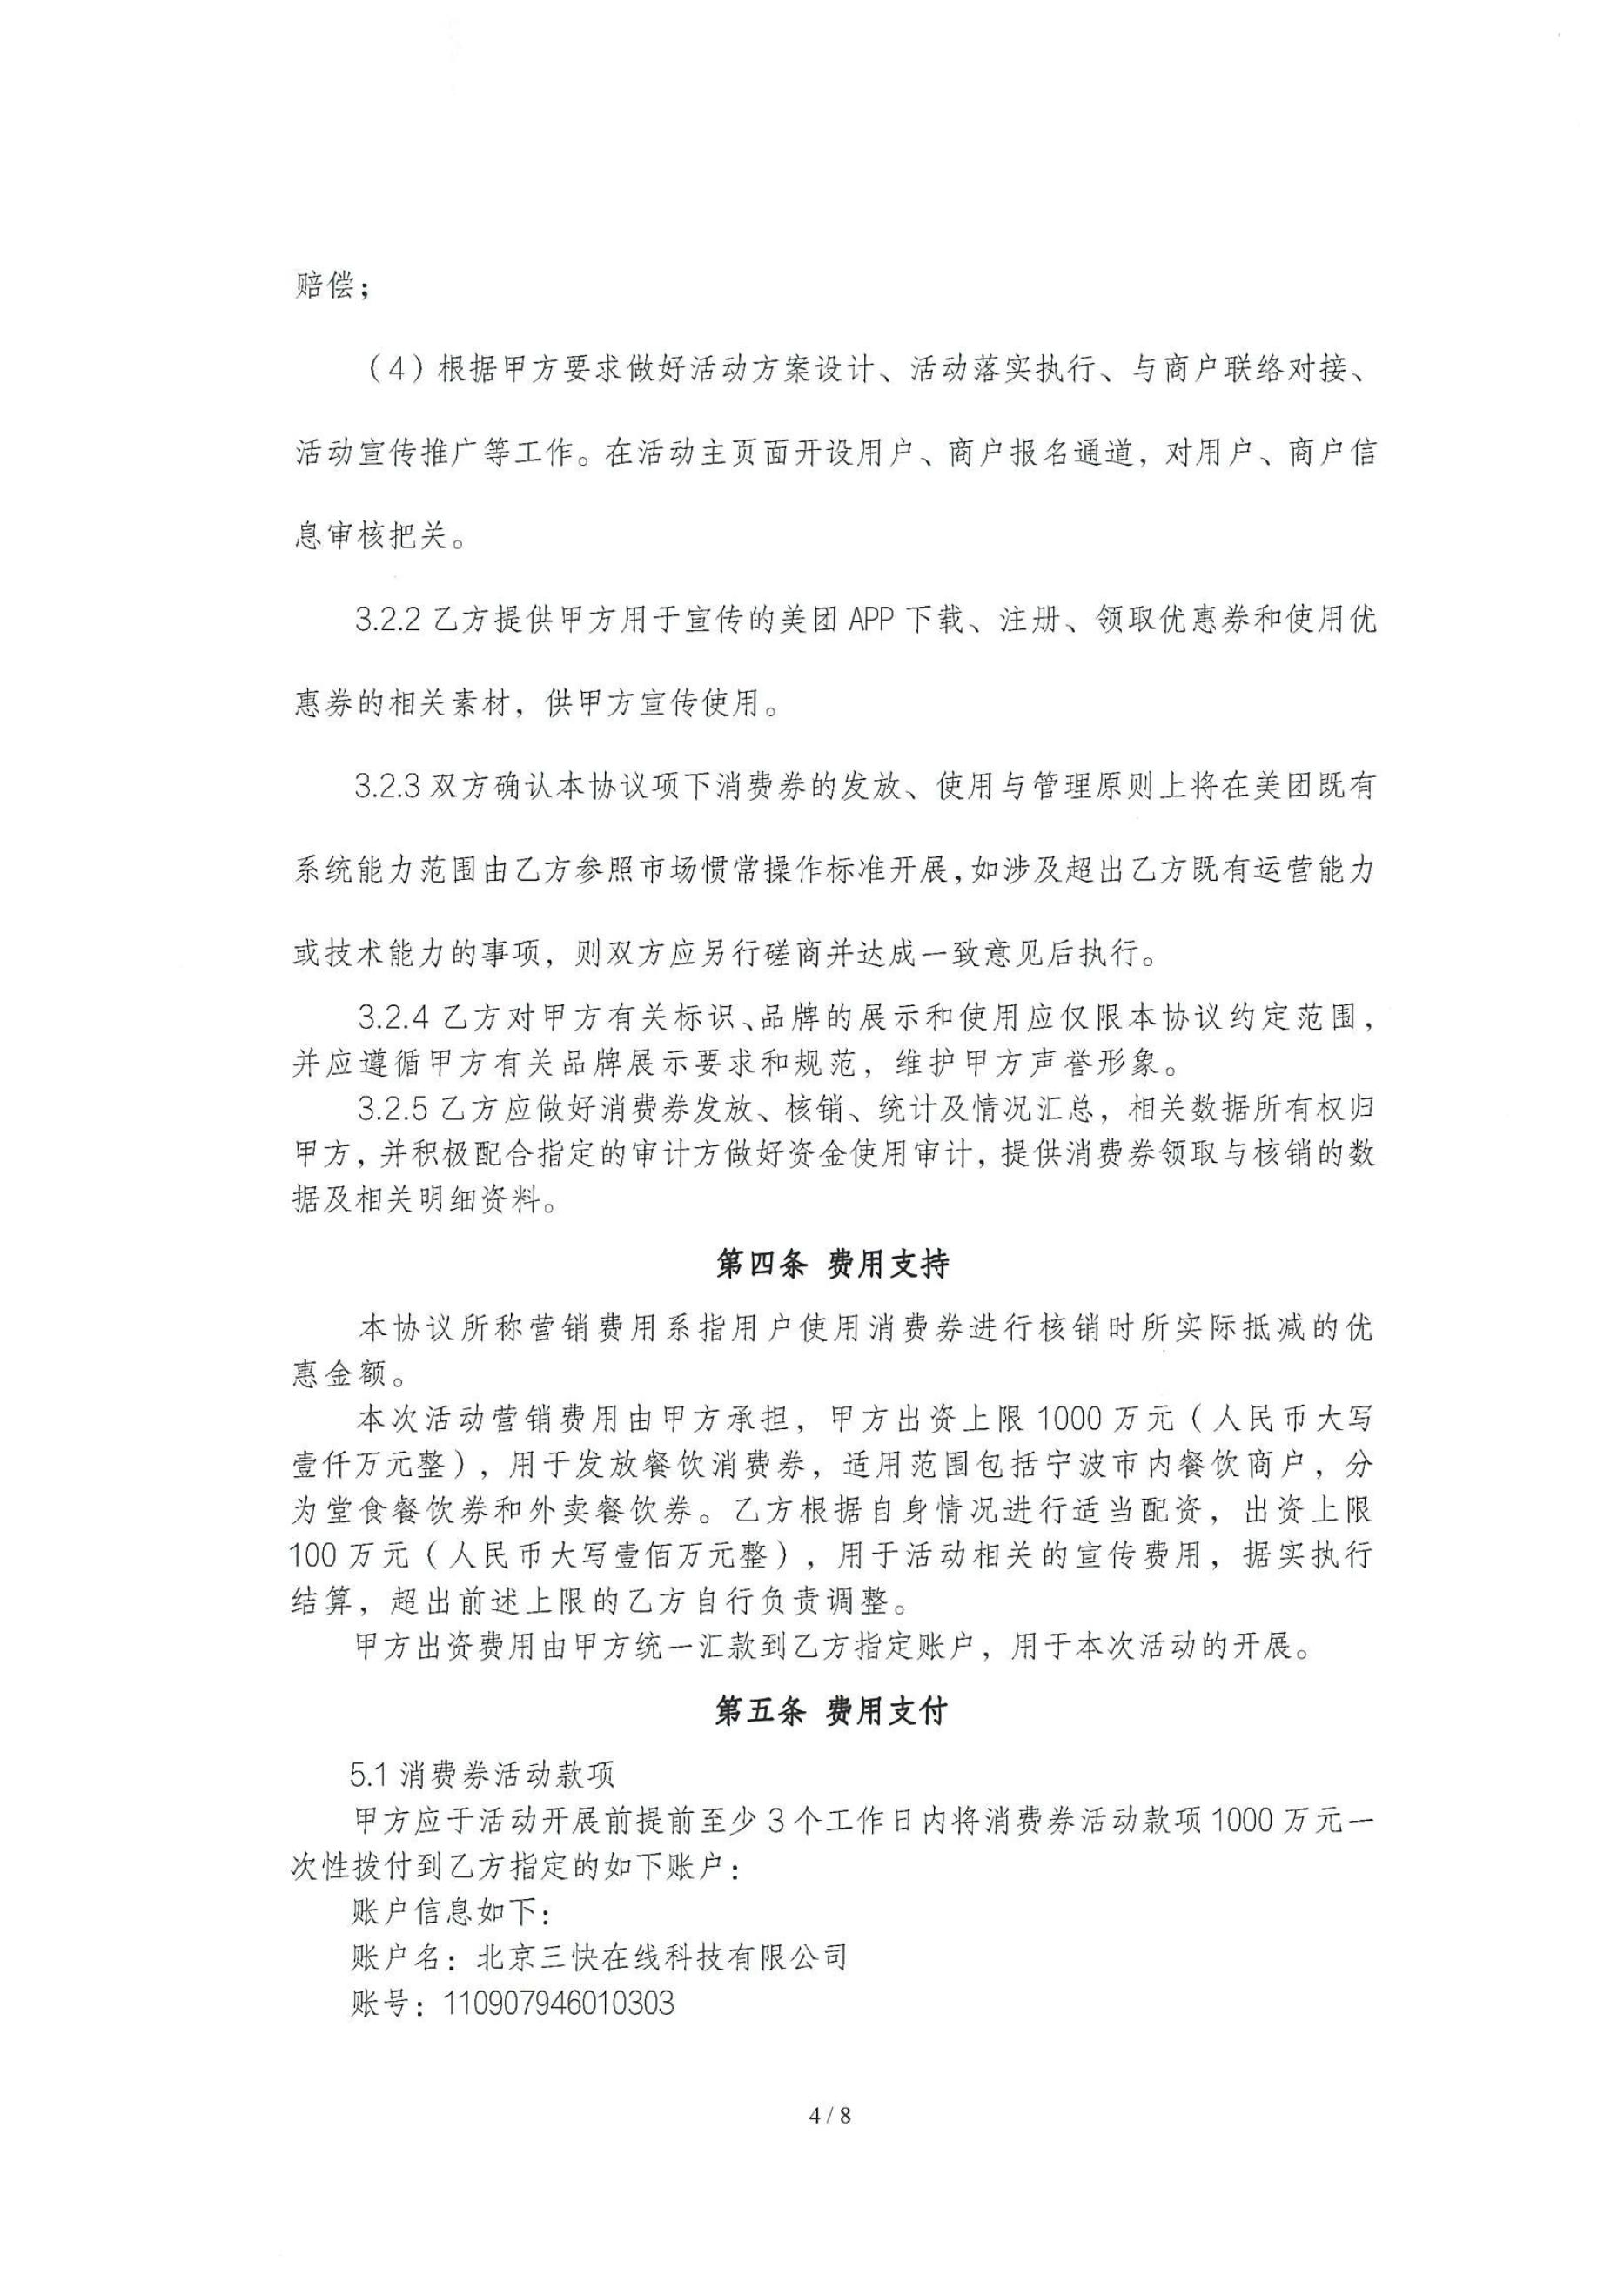 赔偿；
（4）根据甲方要求做好活动方案设计、活动落实执行、与商户联络对接、
活动宣传推广等工作。在活动主页面开设用户、商户报名通道，对用户、商户信
息审核把关。
3.2.2 乙方提供甲方用于宣传的美团 APP 下载、注册、领取优惠券和使用优
惠券的相关素材，供甲方宣传使用。
3.2.3 双方确认本协议项下消费券的发放、使用与管理原则上将在美团既有
系统能力范围由乙方参照市场惯常操作标准开展，如涉及超出乙方既有运营能力
或技术能力的事项，则双方应另行磋商并达成一致意见后执行。
3.2.4 乙方对甲方有关标识、品牌的展示和使用应仅限本协议约定范围，
并应遵循甲方有关品牌展示要求和规范，维护甲方声誉形象。
3.2.5 乙方应做好消费券发放、核销、统计及情况汇总，相关数据所有权归
甲方，并积极配合指定的审计方做好资金使用审计，提供消费券领取与核销的数
据及相关明细资料。
第四条 费用支持
本协议所称营销费用系指用户使用消费券进行核销时所实际抵减的优
惠金额。
本次活动营销费用由甲方承担，甲方出资上限 1000 万元（人民币大写
壹仟万元整），用于发放餐饮消费券，适用范围包括宁波市内餐饮商户，分
为堂食餐饮券和外卖餐饮券。乙方根据自身情况进行适当配资，出资上限
100 万元（人民币大写壹佰万元整），用于活动相关的宣传费用，据实执行
结算，超出前述上限的乙方自行负责调整。
甲方出资费用由甲方统一汇款到乙方指定账户，用于本次活动的开展。
第五条 费用支付
5.1 消费券活动款项
甲方应于活动开展前提前至少 3 个工作日内将消费券活动款项 1000 万元一
次性拨付到乙方指定的如下账户：
账户信息如下：
账户名：北京三快在线科技有限公司
账号：110907946010303
4 / 8